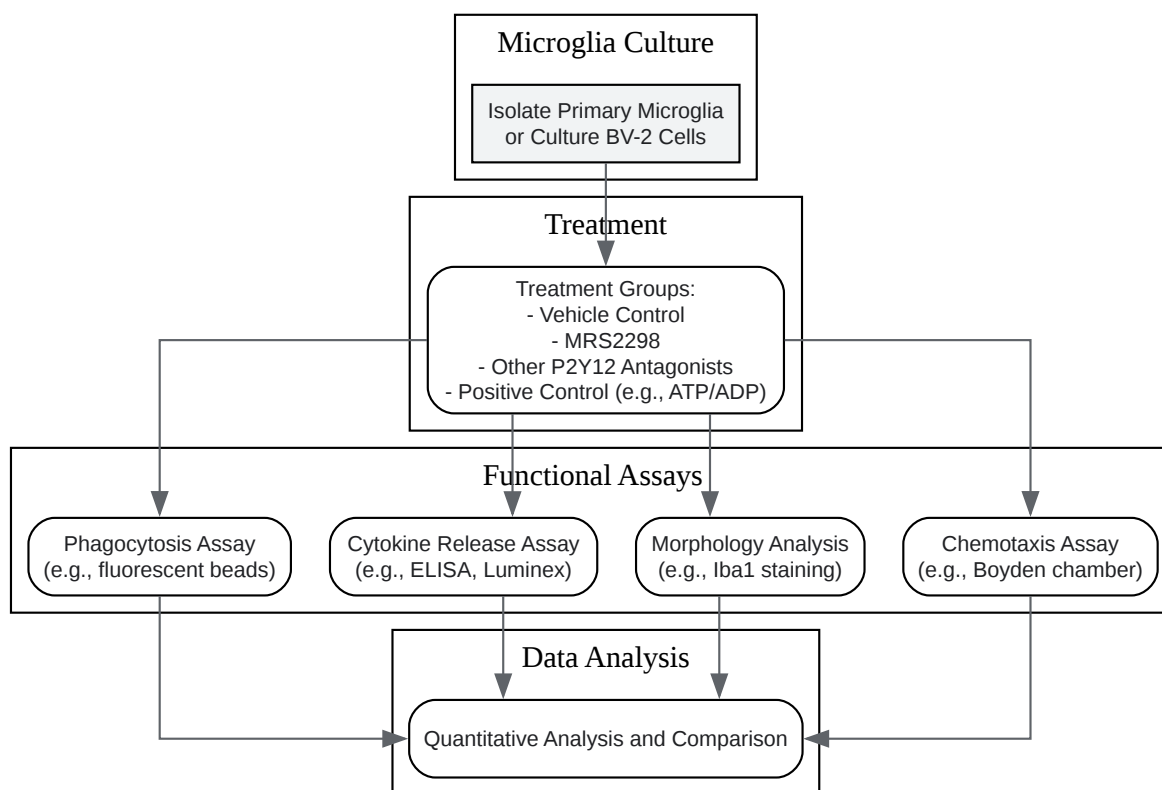 Microglia Culture
Isolate Primary Microglia
or Culture BV-2 Cells
Treatment
Treatment Groups:
- Vehicle Control
- MRS2298
- Other P2Y12 Antagonists
- Positive Control (e.g., ATP/ADP)
Functional Assays
Phagocytosis Assay
(e.g., fluorescent beads)
Cytokine Release Assay
(e.g., ELISA, Luminex)
Morphology Analysis
(e.g., Iba1 staining)
Chemotaxis Assay
(e.g., Boyden chamber)
Data Analysis
Quantitative Analysis and Comparison